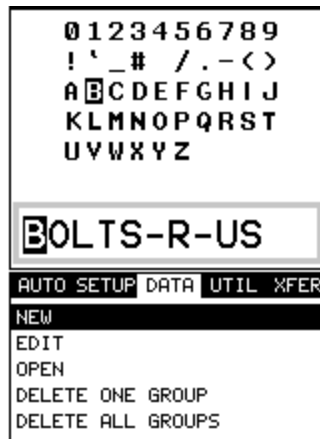 0123456789
!`_# /.-<>
ABCDEFGHIJ
KLMNOPQRST
UVWXYZ
BOLTS-R-US
AUTO SETUP DATA UTIL XFER
NEW
EDIT
OPEN
DELETE ONE GROUP
DELETE ALL GROUPS